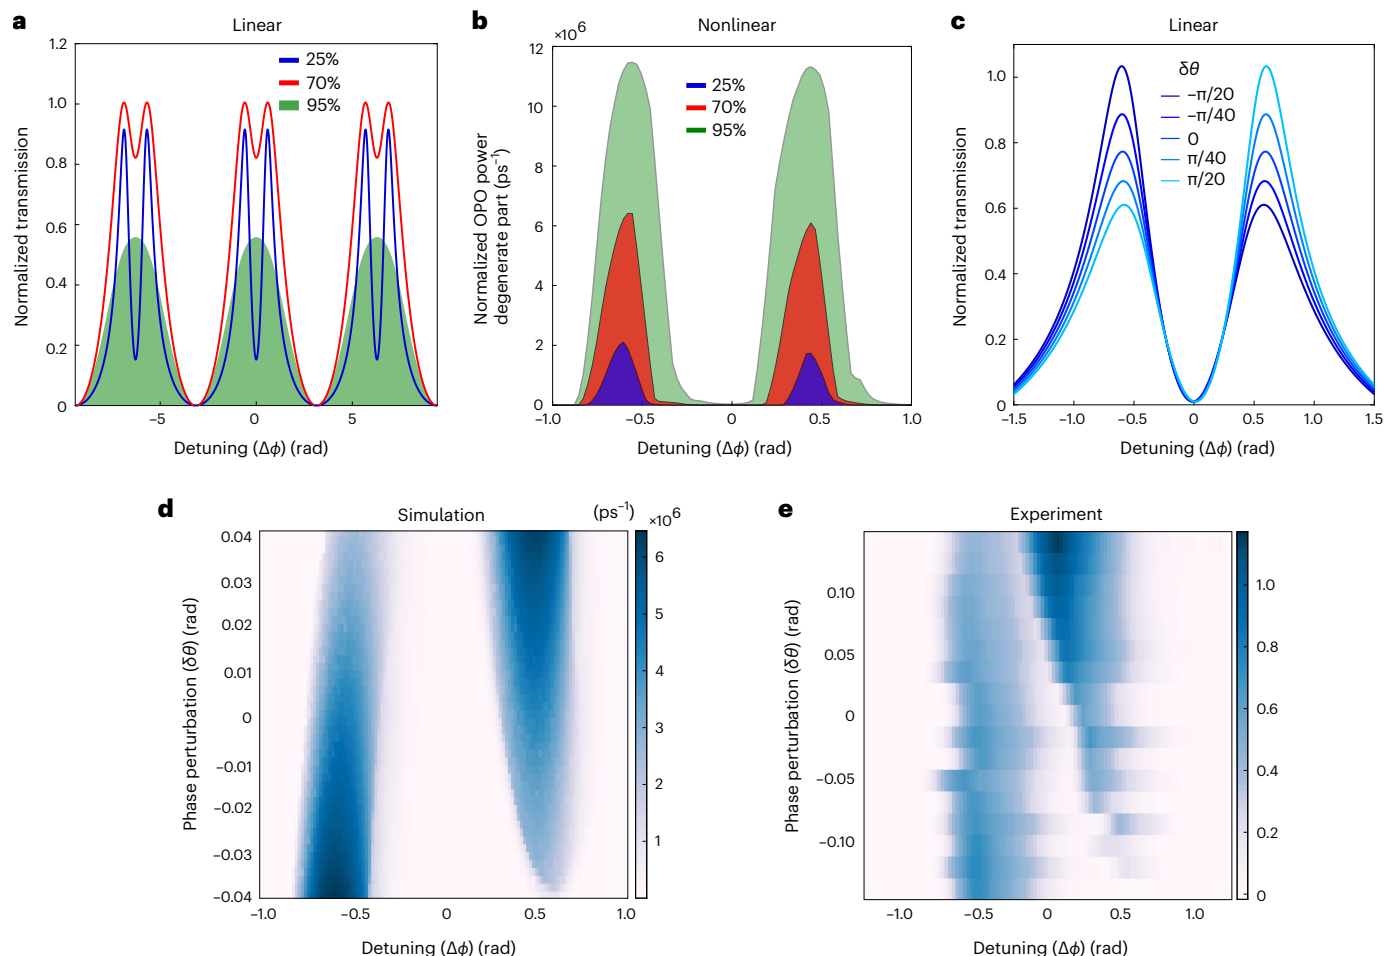 a
Linear
Normalized transmission
1.2
1.0
0.8
0.6
0.4
0.2
0
−5
0
5
Detuning (Δϕ) (rad)
25%
70%
95%
b
Nonlinear
×10⁶
Normalized OPO power
degenerate part (ps⁻¹)
12
10
8
6
4
2
0
−1.0
−0.5
0
0.5
1.0
Detuning (Δϕ) (rad)
25%
70%
95%
c
Linear
Normalized transmission
1.0
0.8
0.6
0.4
0.2
0
−1.5
−1.0
−0.5
0
0.5
1.0
1.5
Detuning (Δϕ) (rad)
δθ
−π/20
−π/40
0
π/40
π/20
d
Simulation
(ps⁻¹)
×10⁶
Phase perturbation (δθ) (rad)
0.04
0.03
0.02
0.01
0
−0.01
−0.02
−0.03
−0.04
−1.0
−0.5
0
0.5
1.0
Detuning (Δϕ) (rad)
6
5
4
3
2
1
e
Experiment
Phase perturbation (δθ) (rad)
0.10
0.05
0
−0.05
−0.10
−1.0
−0.5
0
0.5
1.0
Detuning (Δϕ) (rad)
1.0
0.8
0.6
0.4
0.2
0